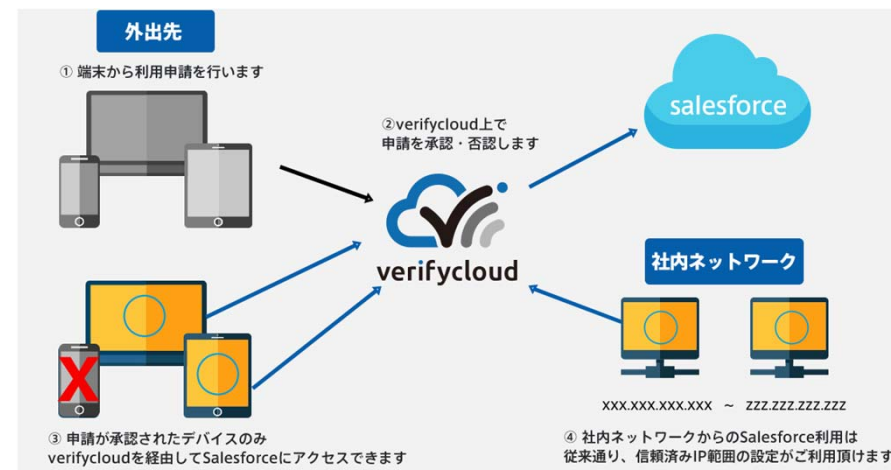 外出先
① 端末から利用申請を行います
②verifycloud上で
申請を承認・否認します
salesforce
verifycloud
社内ネットワーク
X
xxx.xxx.xxx.xxx ~ zzz.zzz.zzz.zzz
③ 申請が承認されたデバイスのみ
verifycloudを経由してSalesforceにアクセスできます
④ 社内ネットワークからのSalesforce利用は
従来通り、信頼済みIP範囲の設定がご利用頂けます